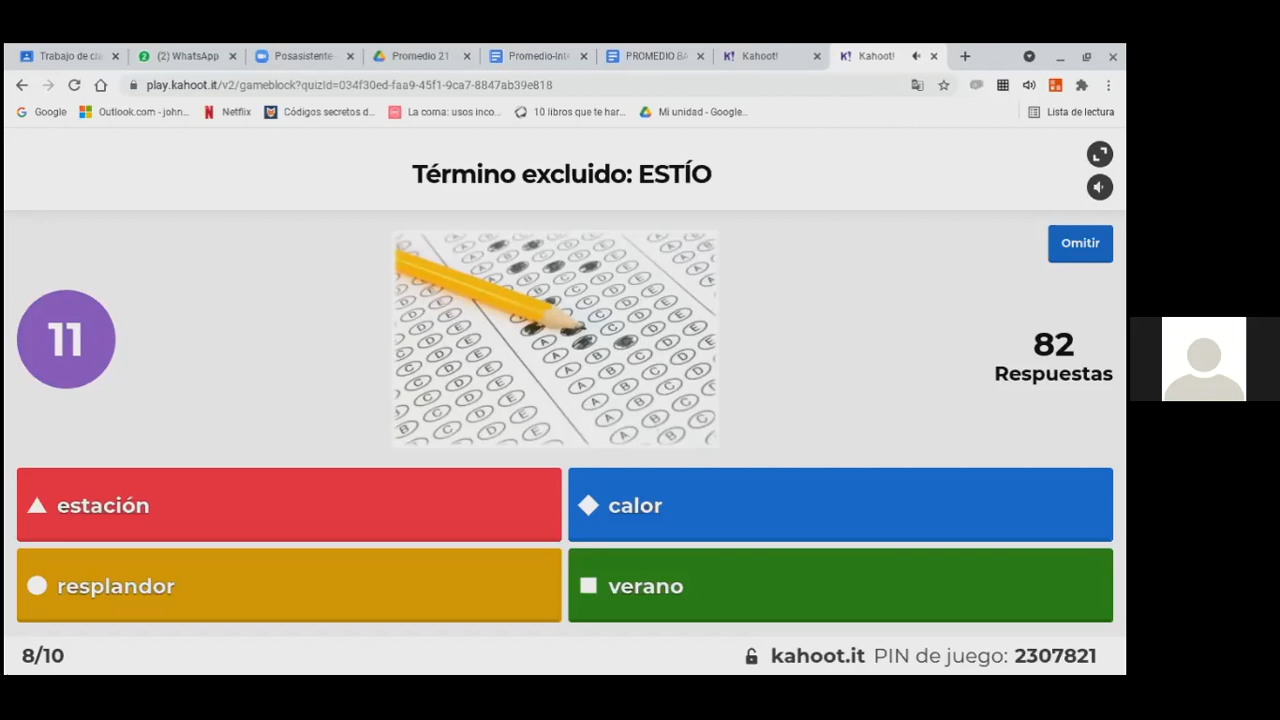 Trabajo de cla
(2) WhatsApp
Posasistente -
Promedio 21
Promedio-Inte
PROMEDIO BA
Kahoot!
Kahoot!
play.kahoot.it/v2/gameblock?quizId=034f30ed-faa9-45f1-9ca7-8847ab39e818
Google
Outlook.com - john...
Netflix
Códigos secretos d...
La coma: usos inco...
10 libros que te har...
Mi unidad - Google...
Lista de lectura
Término excluido: ESTÍO
Omitir
11
82
Respuestas
estación
calor
resplandor
verano
8/10
kahoot.it PIN de juego: 2307821